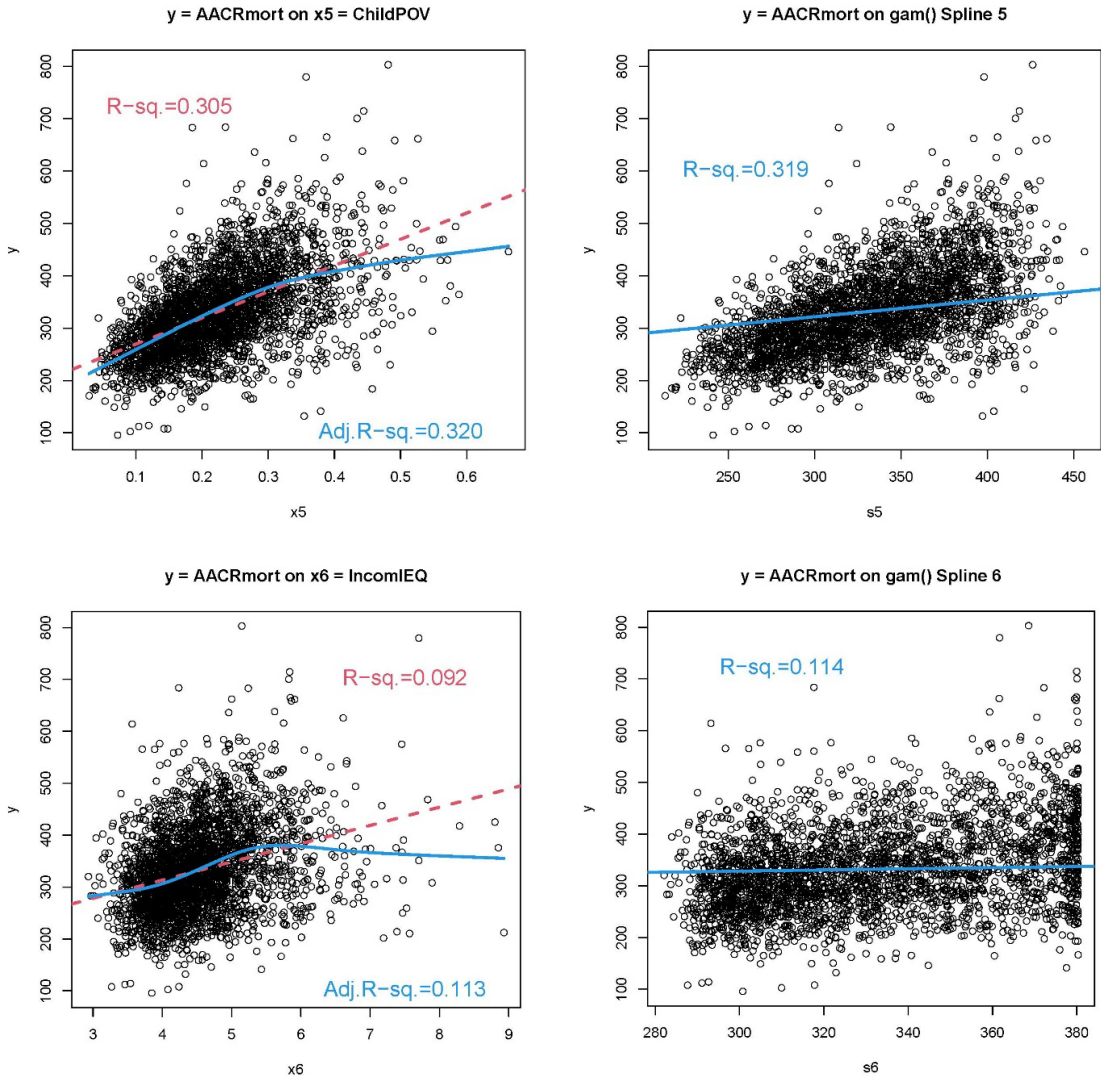 y = AACRmort on x5 = ChildPOV
y
800
700
600
500
400
300
200
100
R-sq.=0.305
Adj.R-sq.=0.320
0.1 0.2 0.3 0.4 0.5 0.6
x5
y = AACRmort on gam() Spline 5
y
800
700
600
500
400
300
200
100
R-sq.=0.319
250 300 350 400 450
s5
y = AACRmort on x6 = IncomIEQ
y
800
700
600
500
400
300
200
100
R-sq.=0.092
Adj.R-sq.=0.113
3 4 5 6 7 8 9
x6
y = AACRmort on gam() Spline 6
y
800
700
600
500
400
300
200
100
R-sq.=0.114
280 300 320 340 360 380
s6